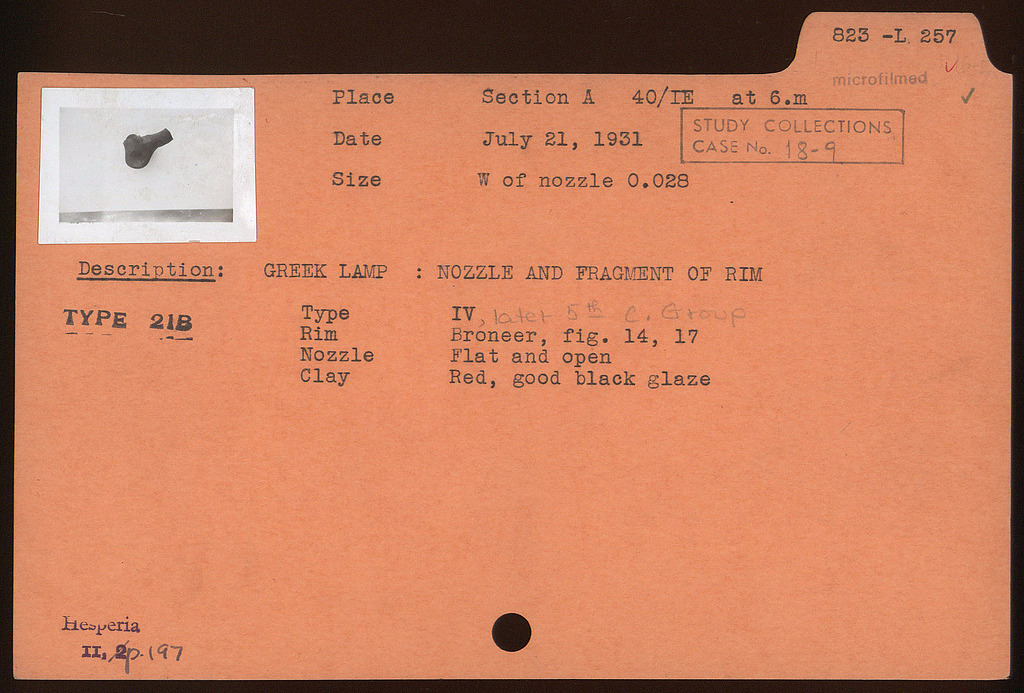 823 -L 257
microfilmed
Place Section A 40/IE at 6.m
STUDY COLLECTIONS
CASE No. 18-9
Date July 21, 1931
Size W of nozzle 0.028
Description: GREEK LAMP : NOZZLE AND FRAGMENT OF RIM
TYPE 21B
Type IV, later 5th C. Group
Rim Broneer, fig. 14, 17
Nozzle Flat and open
Clay Red, good black glaze
Hesperia
II, 2 p. 197